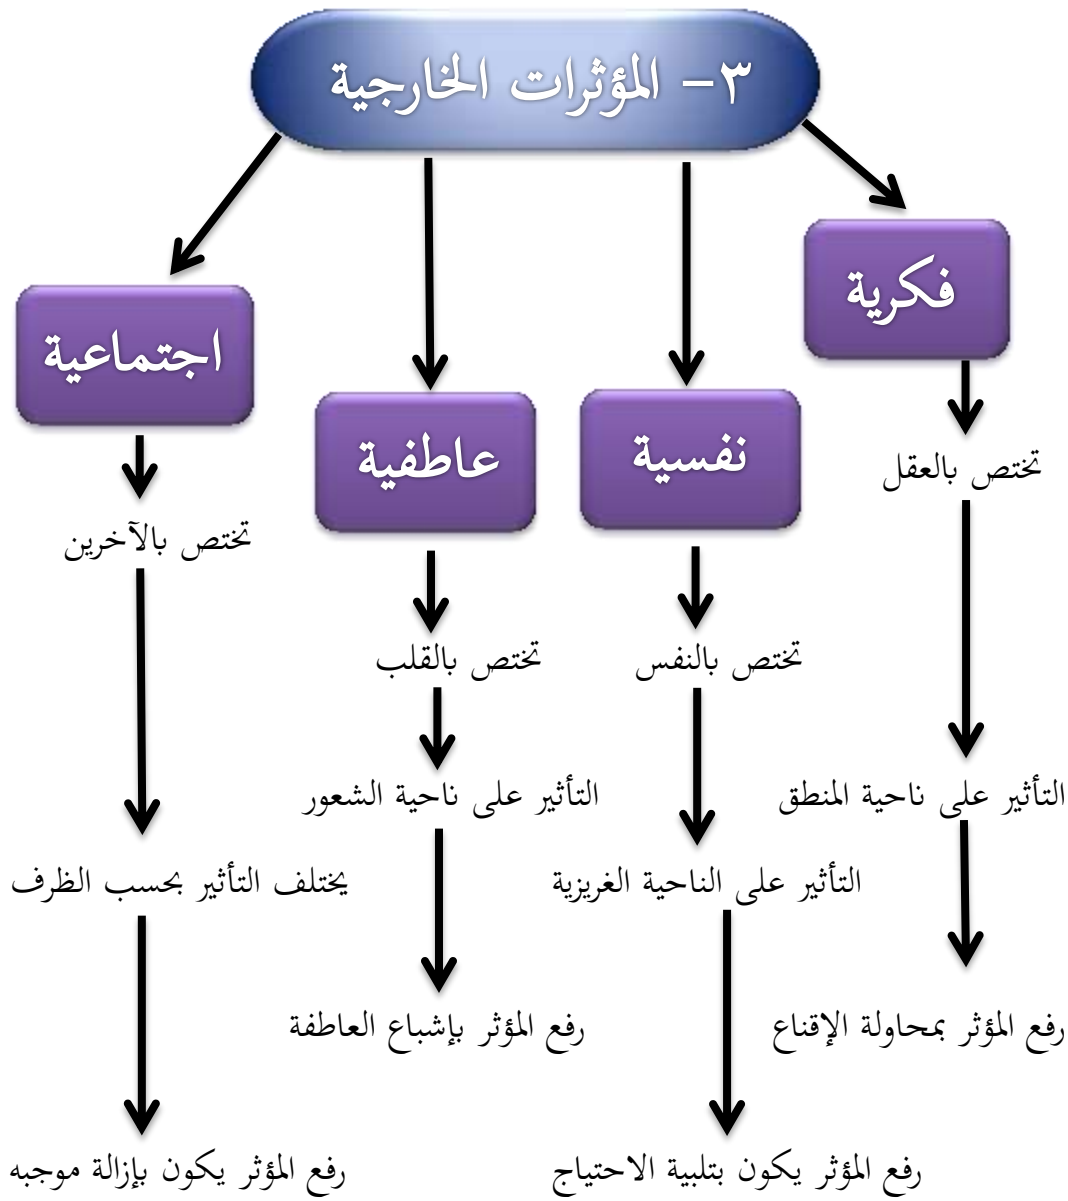 ٣- المؤثرات الخارجية
فكرية
تختص بالعقل
التأثير على ناحية المنطق
رفع المؤثر بمحاولة الإقناع
نفسية
تختص بالنفس
التأثير على الناحية الغريزية
رفع المؤثر يكون بتلبية الاحتياج
عاطفية
تختص بالقلب
التأثير على ناحية الشعور
رفع المؤثر بإشباع العاطفة
اجتماعية
تختص بالآخرين
يختلف التأثير بحسب الظرف
رفع المؤثر يكون بإزالة موجبه